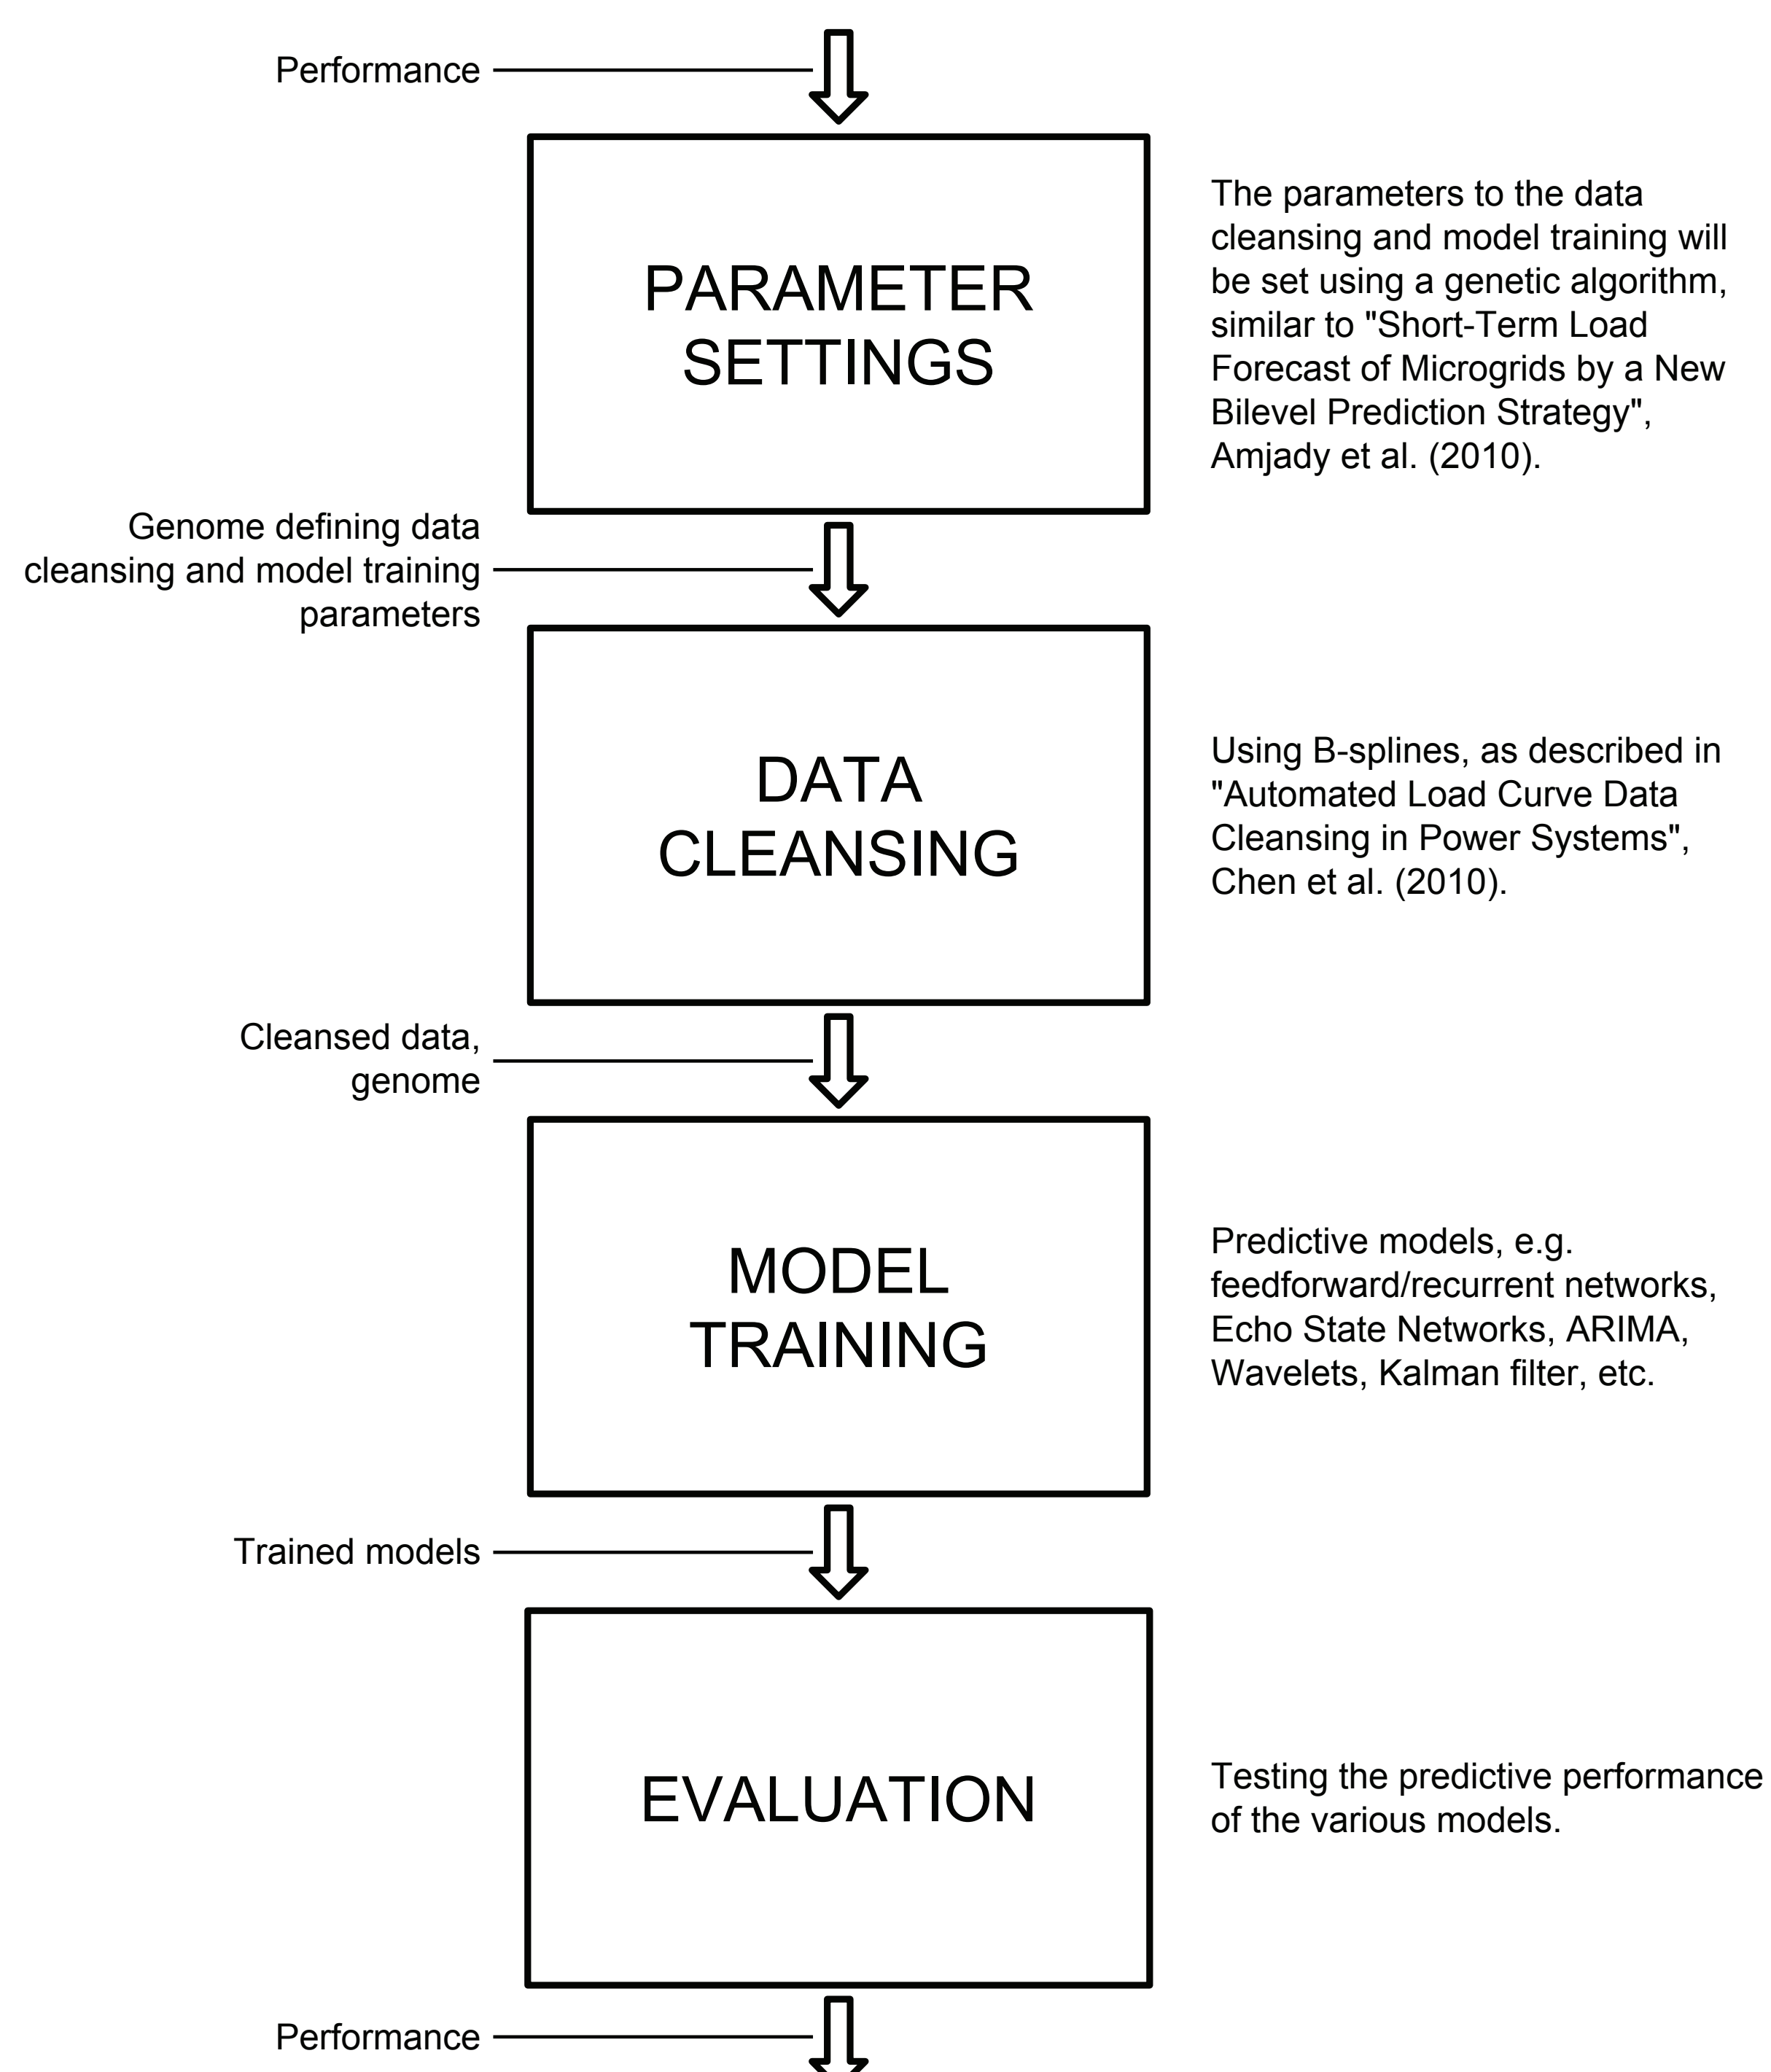 Performance
PARAMETER
SETTINGS
The parameters to the data
cleansing and model training will
be set using a genetic algorithm,
similar to "Short-Term Load
Forecast of Microgrids by a New
Bilevel Prediction Strategy",
Amjady et al. (2010).
Genome defining data
cleansing and model training
parameters
DATA
CLEANSING
Using B-splines, as described in
"Automated Load Curve Data
Cleansing in Power Systems",
Chen et al. (2010).
Cleansed data,
genome
MODEL
TRAINING
Predictive models, e.g.
feedforward/recurrent networks,
Echo State Networks, ARIMA,
Wavelets, Kalman filter, etc.
Trained models
EVALUATION
Testing the predictive performance
of the various models.
Performance